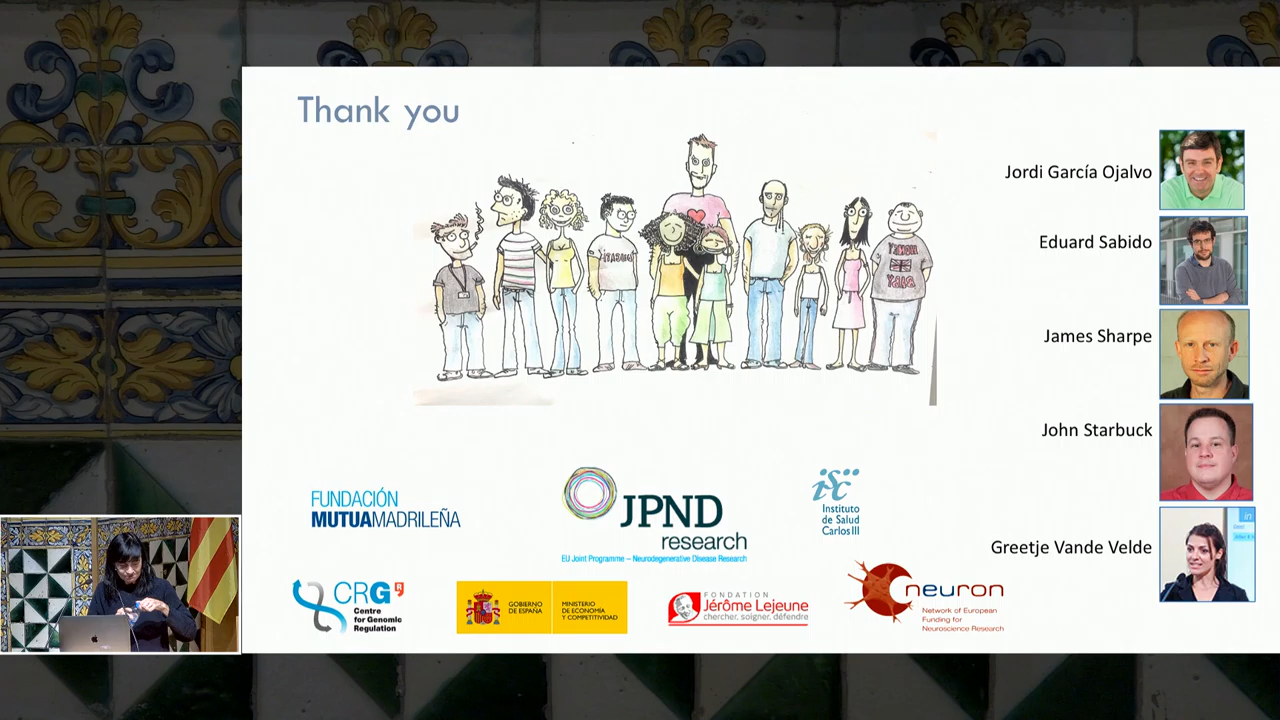 Thank you
Jordi García Ojalvo
Eduard Sabido
James Sharpe
John Starbuck
Greetje Vande Velde
FUNDACIÓN
MUTUAMADRILEÑA
JPND
research
EU Joint Programme – Neurodegenerative Disease Research
isc
Instituto
de Salud
Carlos III
CRG
Centre
for Genomic
Regulation
GOBIERNO
DE ESPAÑA
MINISTERIO
DE ECONOMÍA
Y COMPETITIVIDAD
FONDATION
Jérôme Lejeune
chercher. soigner. défendre
neuron
Network of European
Funding for
Neuroscience Research